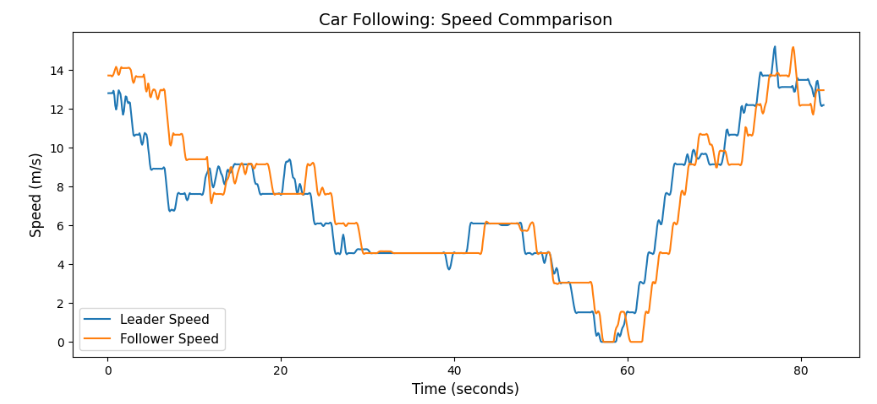 Car Following: Speed Commparison
Speed (m/s)
14
12
10
8
6
4
2
0
Leader Speed
Follower Speed
0 20 40 60 80
Time (seconds)